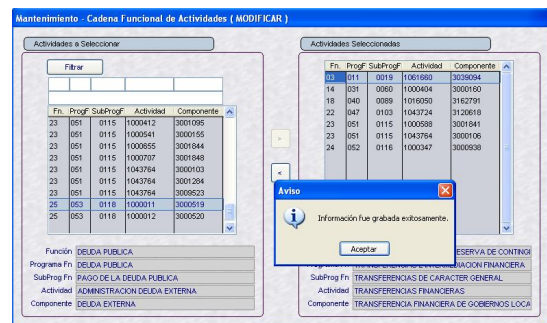 Mantenimiento - Cadena Funcional de Actividades ( MODIFICAR )
Actividades a Seleccionar
Filtrar
Fn. ProgF SubProgF Actividad Componente
23 051 0115 1000412 3001095
23 051 0115 1000541 3000155
23 051 0115 1000655 3001844
23 051 0115 1000707 3001848
23 051 0115 1043764 3000103
23 051 0115 1043764 3001284
23 051 0115 1043764 3009523
25 053 0118 1000011 3000519
25 053 0118 1000012 3000520
Función DEUDA PUBLICA
Programa Fn DEUDA PUBLICA
SubProg Fn PAGO DE LA DEUDA PUBLICA
Actividad ADMINISTRACION DEUDA EXTERNA
Componente DEUDA EXTERNA
>
<
Actividades Seleccionadas
Fn. ProgF SubProgF Actividad Componente
03 011 0019 1061660 3039094
14 031 0060 1000404 3000160
18 040 0089 1016050 3162791
22 047 0103 1043724 3120618
23 051 0115 1000588 3001841
23 051 0115 1043764 3000106
24 052 0116 1000347 3000938
Aviso
Información fue grabada exitosamente.
Aceptar
RESERVA DE CONTINGE
FINANCIERA
SubProg Fn TRANSFERENCIAS DE CARACTER GENERAL
Actividad TRANSFERENCIAS FINANCIERAS
Componente TRANSFERENCIA FINANCIERA DE GOBIERNOS LOCA